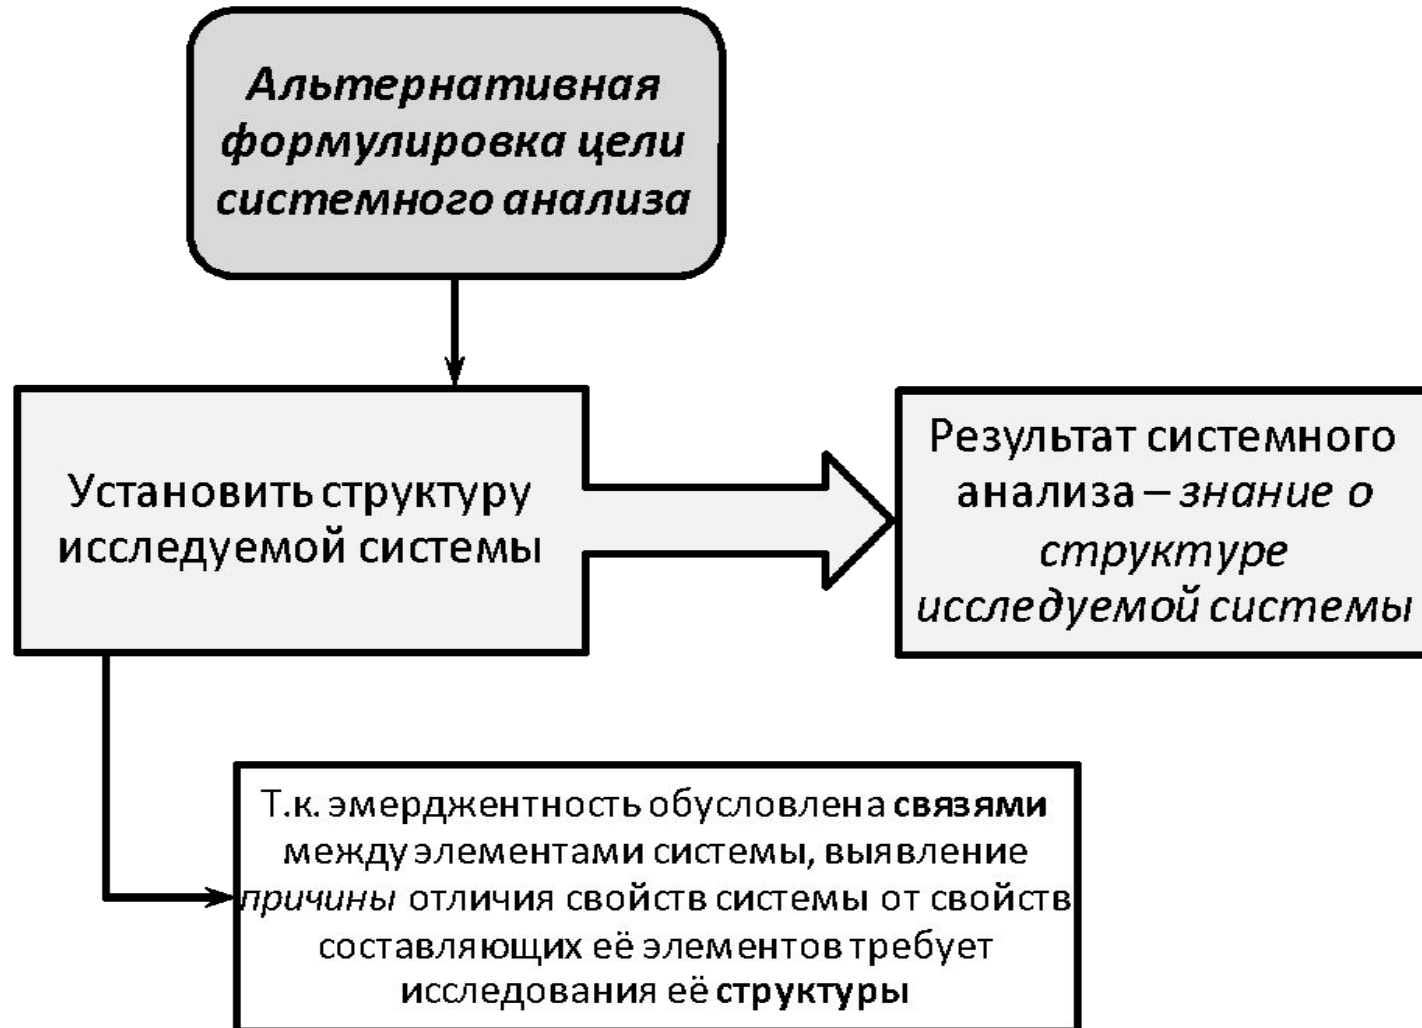 Альтернативная
формулировка цели
системного анализа
Установить структуру
исследуемой системы
Результат системного
анализа – знание о
структуре
исследуемой системы
Т.к. эмерджентность обусловлена связями
между элементами системы, выявление
причины отличия свойств системы от свойств
составляющих её элементов требует
исследования её структуры